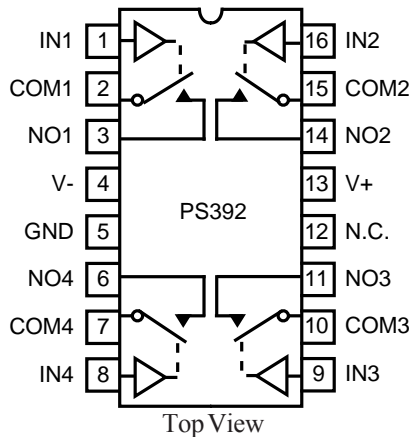 IN1 1 16 IN2
COM1 2 15 COM2
NO1 3 14 NO2
V- 4 13 V+
PS392
GND 5 12 N.C.
NO4 6 11 NO3
COM4 7 10 COM3
IN4 8 9 IN3
Top View